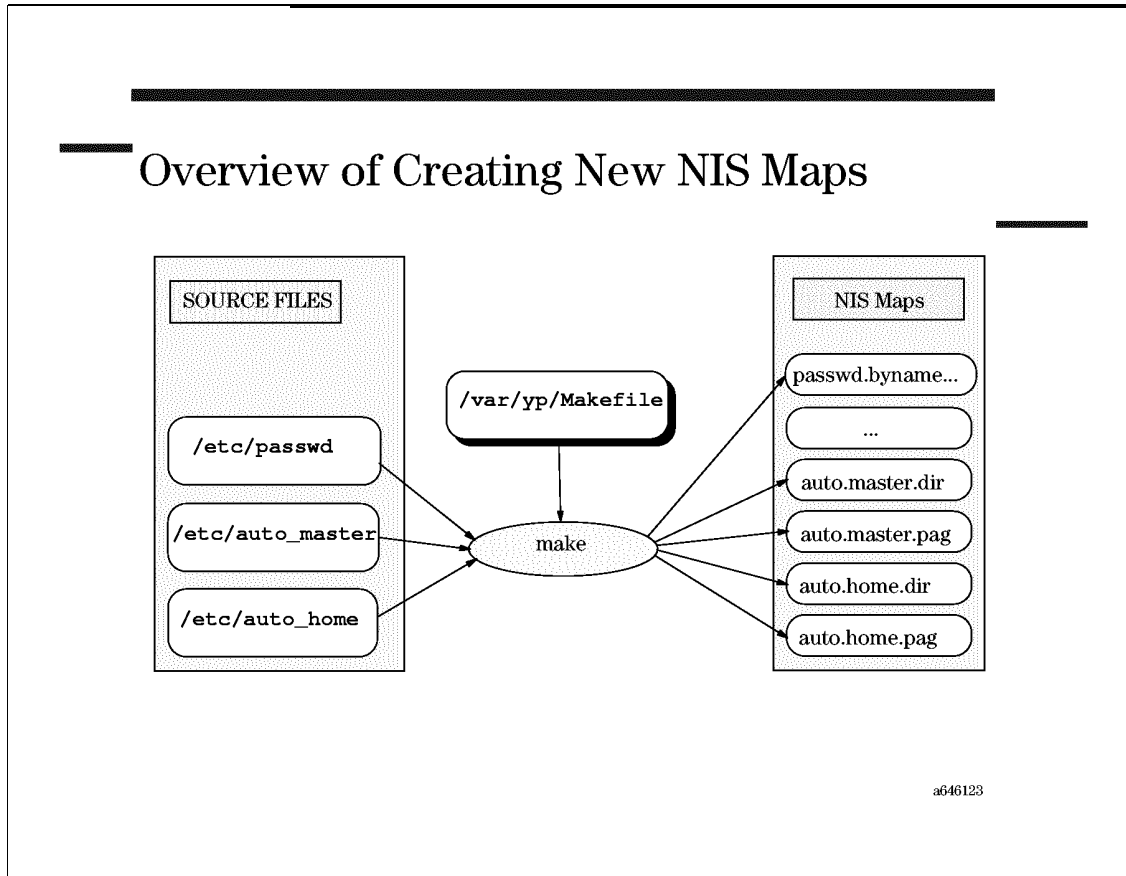 Overview of Creating New NIS Maps
SOURCE FILES
/etc/passwd
/etc/auto_master
/etc/auto_home
/var/yp/Makefile
make
NIS Maps
passwd.byname...
...
auto.master.dir
auto.master.pag
auto.home.dir
auto.home.pag
a646123